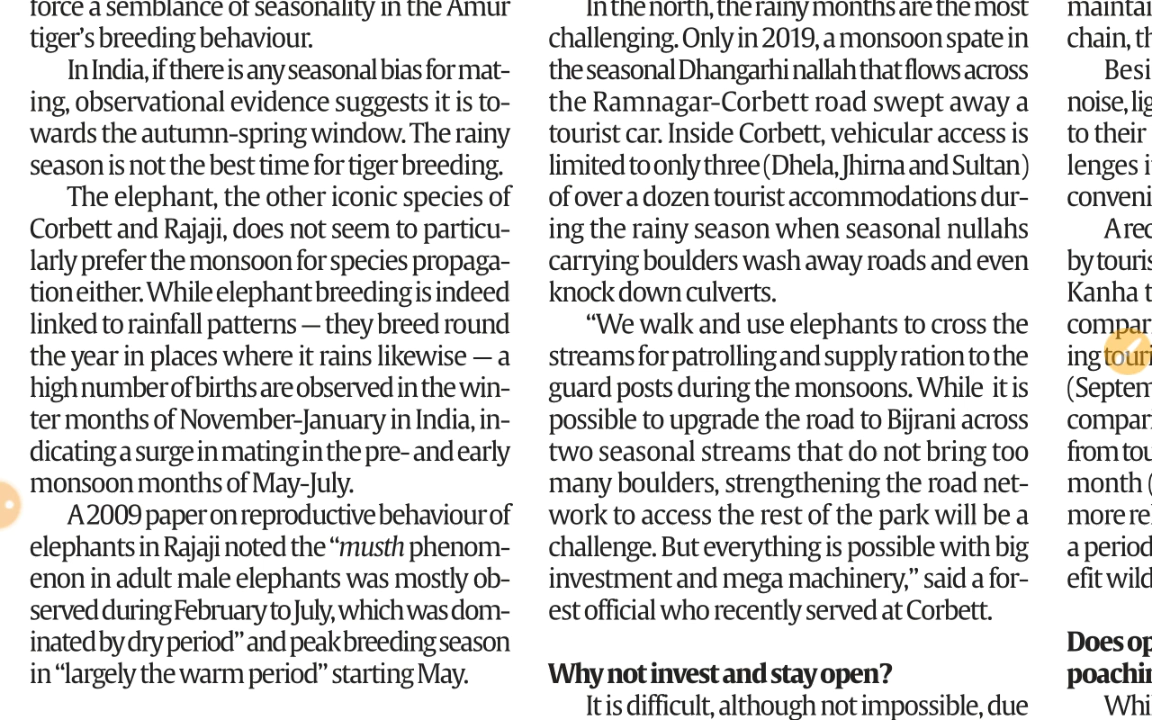 force a semblance of seasonality in the Amur
tiger's breeding behaviour.
In India, if there is any seasonal bias for mat-
ing, observational evidence suggests it is to-
wards the autumn-spring window. The rainy
season is not the best time for tiger breeding.
The elephant, the other iconic species of
Corbett and Rajaji, does not seem to particu-
larly prefer the monsoon for species propaga-
tion either. While elephant breeding is indeed
linked to rainfall patterns — they breed round
the year in places where it rains likewise — a
high number of births are observed in the win-
ter months of November-January in India, in-
dicating a surge in mating in the pre- and early
monsoon months of May-July.
A 2009 paper on reproductive behaviour of
elephants in Rajaji noted the “musth phenom-
enon in adult male elephants was mostly ob-
served during February to July, which was dom-
inated by dry period” and peak breeding season
in “largely the warm period” starting May.
In the north, the rainy months are the most
challenging. Only in 2019, a monsoon spate in
the seasonal Dhangarhi nallah that flows across
the Ramnagar-Corbett road swept away a
tourist car. Inside Corbett, vehicular access is
limited to only three (Dhela, Jhirna and Sultan)
of over a dozen tourist accommodations dur-
ing the rainy season when seasonal nullahs
carrying boulders wash away roads and even
knock down culverts.
“We walk and use elephants to cross the
streams for patrolling and supply ration to the
guard posts during the monsoons. While it is
possible to upgrade the road to Bijrani across
two seasonal streams that do not bring too
many boulders, strengthening the road net-
work to access the rest of the park will be a
challenge. But everything is possible with big
investment and mega machinery,” said a for-
est official who recently served at Corbett.
Why not invest and stay open?
It is difficult, although not impossible, due
maintai
chain, th
Besi
noise, lig
to their
lenges i
conveni
A rec
by touris
Kanha t
compar
ing touri
(Septem
compar
from tou
month (
more rel
a period
efit wild
Does op
poachin
Whil